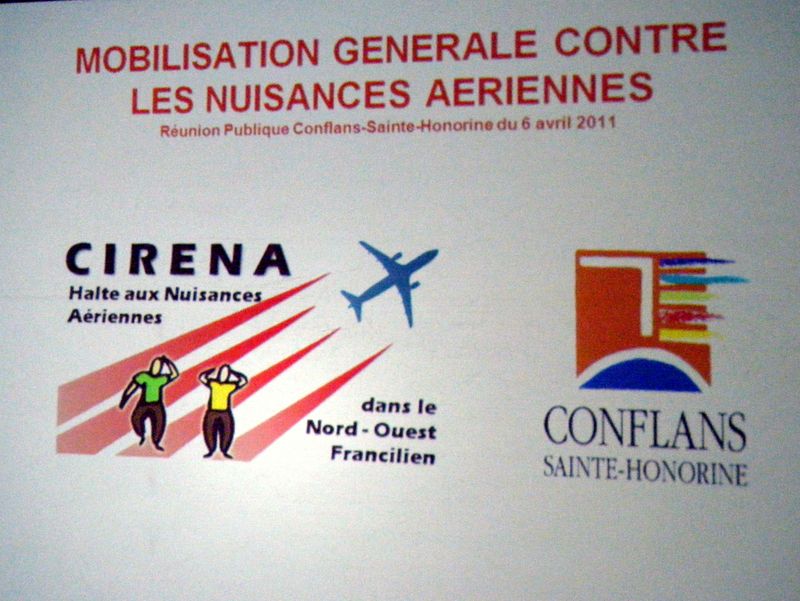 MOBILISATION GENERALE CONTRE
LES NUISANCES AERIENNES
Réunion Publique Conflans-Sainte-Honorine du 6 avril 2011
CIRENA
Halte aux Nuisances
Aériennes
dans le
Nord - Ouest
Francilien
CONFLANS
SAINTE-HONORINE